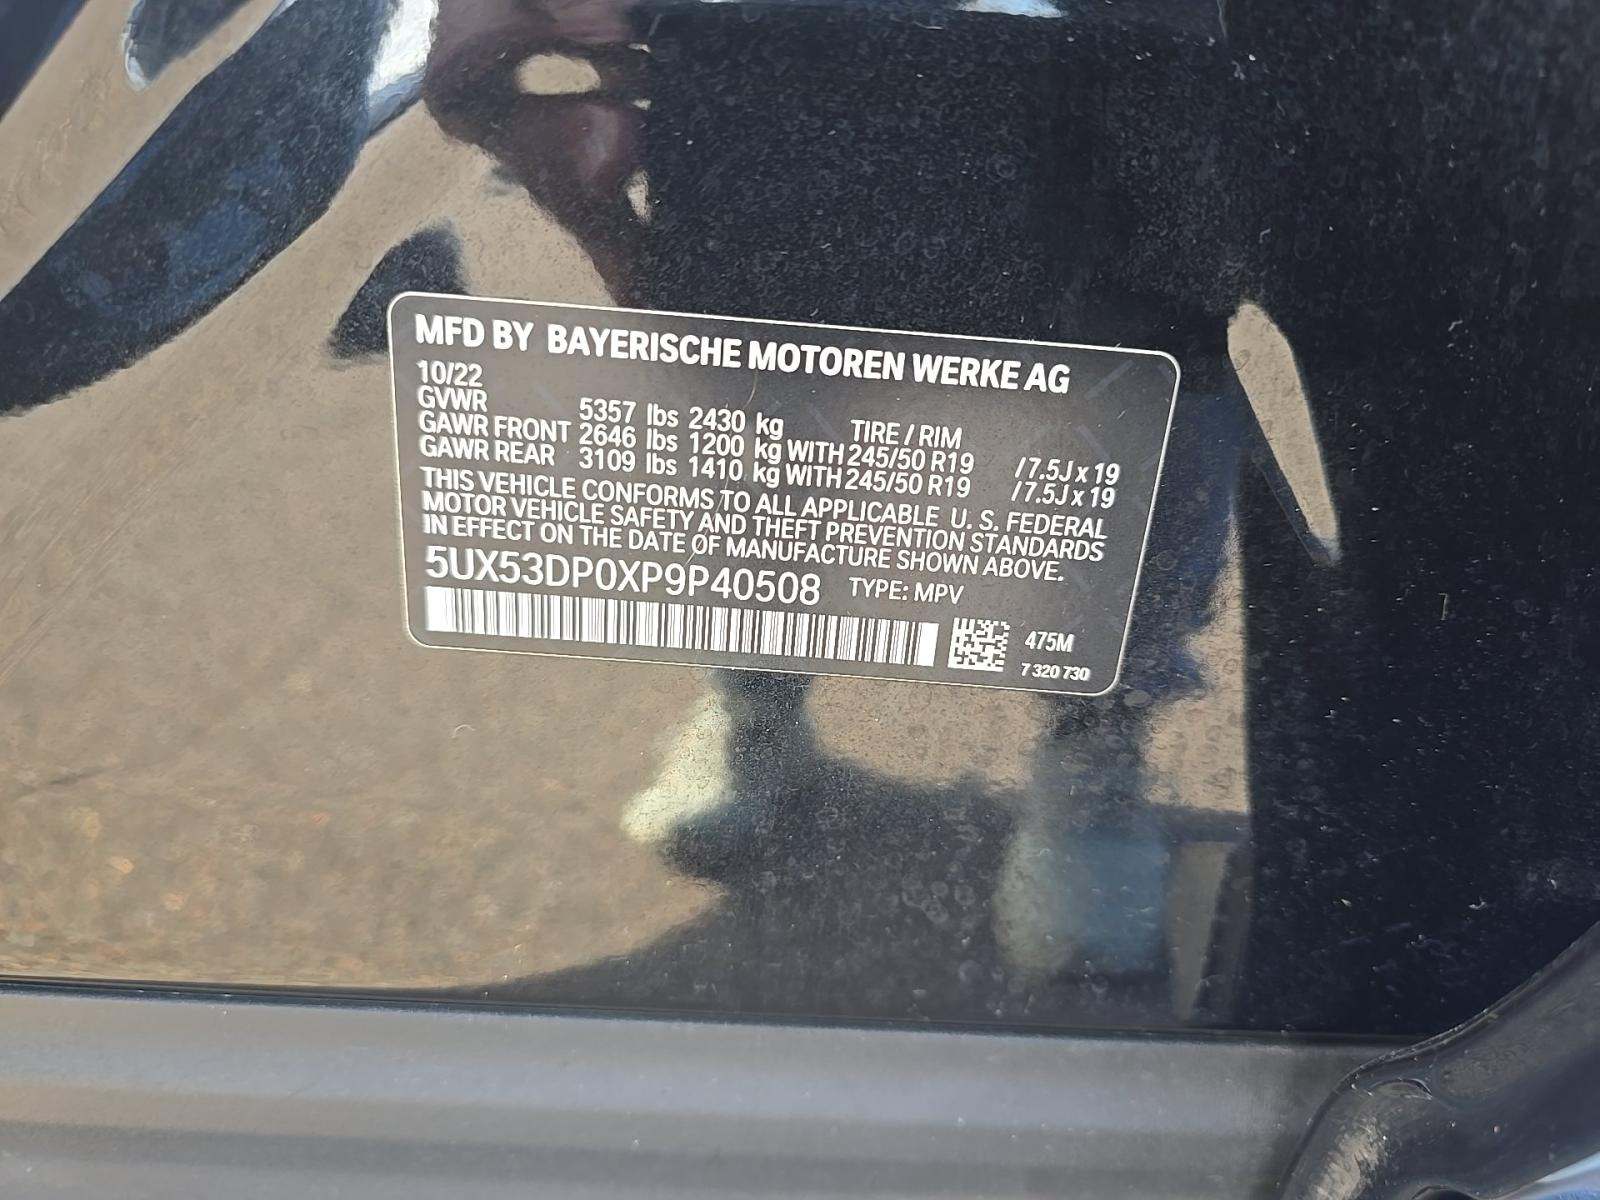 MFD BY BAYERISCHE MOTOREN WERKE AG
10/22
GVWR 5357 lbs 2430 kg TIRE / RIM
GAWR FRONT 2646 lbs 1200 kg WITH 245/50 R19 / 7.5J x 19
GAWR REAR 3109 lbs 1410 kg WITH 245/50 R19 / 7.5J x 19
THIS VEHICLE CONFORMS TO ALL APPLICABLE U. S. FEDERAL
MOTOR VEHICLE SAFETY AND THEFT PREVENTION STANDARDS
IN EFFECT ON THE DATE OF MANUFACTURE SHOWN ABOVE.
5UX53DP0XP9P40508 TYPE: MPV
475M
7 320 730